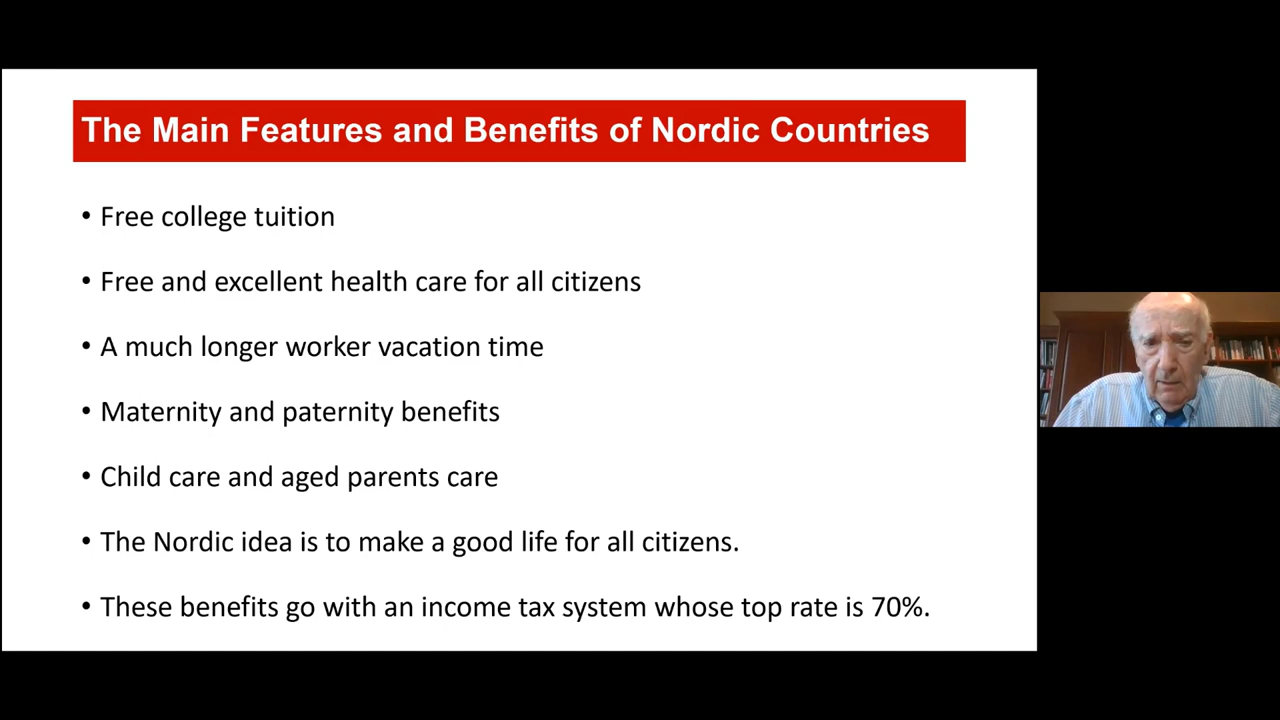 The Main Features and Benefits of Nordic Countries
• Free college tuition
• Free and excellent health care for all citizens
• A much longer worker vacation time
• Maternity and paternity benefits
• Child care and aged parents care
• The Nordic idea is to make a good life for all citizens.
• These benefits go with an income tax system whose top rate is 70%.